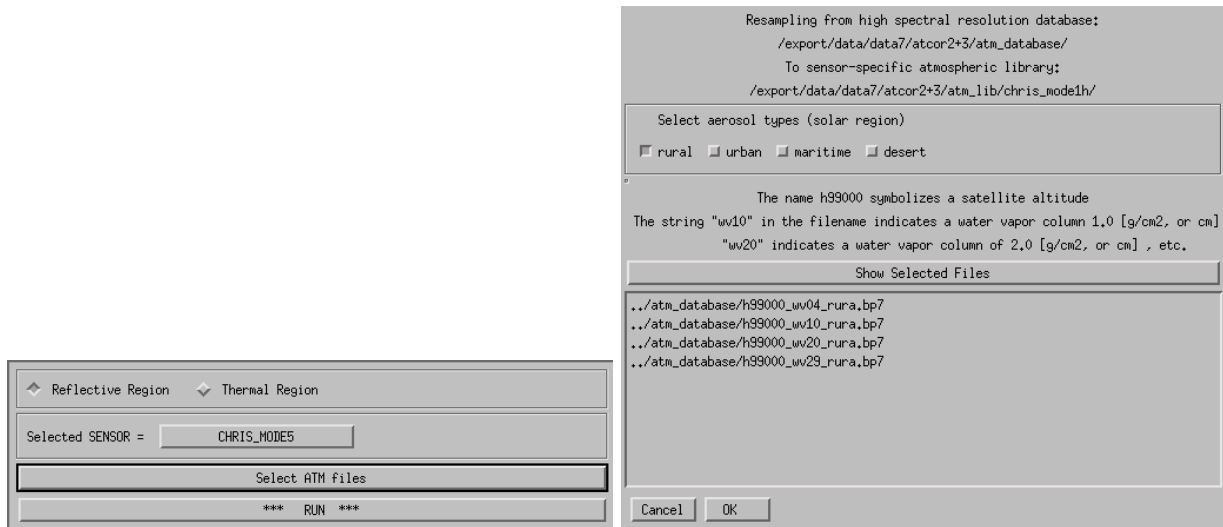 Reflective Region Thermal Region
Selected SENSOR = CHRIS_MODE5
Select ATM files
*** RUN ***
Resampling from high spectral resolution database:
/export/data/data7/atcor2+3/atm_database/
To sensor-specific atmospheric library:
/export/data/data7/atcor2+3/atm_lib/chris_mode1h/
Select aerosol types (solar region)
rural urban maritime desert
The name h99000 symbolizes a satellite altitude
The string "wv10" in the filename indicates a water vapor column 1.0 [g/cm2, or cm]
"wv20" indicates a water vapor column of 2.0 [g/cm2, or cm] , etc.
Show Selected Files
../atm_database/h99000_wv04_rura.bp7
../atm_database/h99000_wv10_rura.bp7
../atm_database/h99000_wv20_rura.bp7
../atm_database/h99000_wv29_rura.bp7
Cancel OK